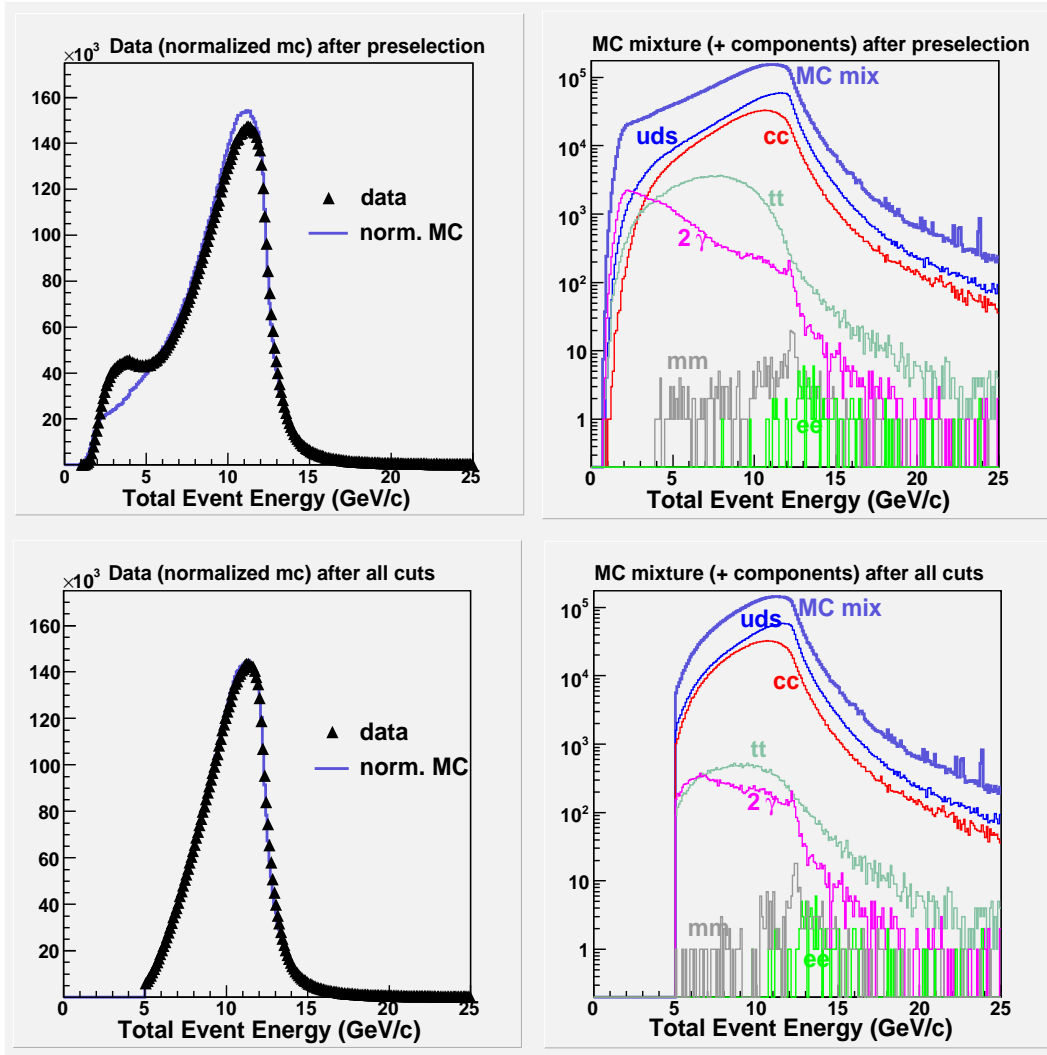 Data (normalized mc) after preselection
×10³
160
140
120
100
80
60
40
20
data
norm. MC
0 5 10 15 20 25
Total Event Energy (GeV/c)
MC mixture (+ components) after preselection
10⁵
10⁴
10³
10²
10
1
MC mix
uds
cc
tt
2 γ
mm
ee
0 5 10 15 20 25
Total Event Energy (GeV/c)
Data (normalized mc) after all cuts
×10³
160
140
120
100
80
60
40
20
data
norm. MC
0 5 10 15 20 25
Total Event Energy (GeV/c)
MC mixture (+ components) after all cuts
10⁵
10⁴
10³
10²
10
1
MC mix
uds
cc
tt
2 γ
mm
ee
0 5 10 15 20 25
Total Event Energy (GeV/c)